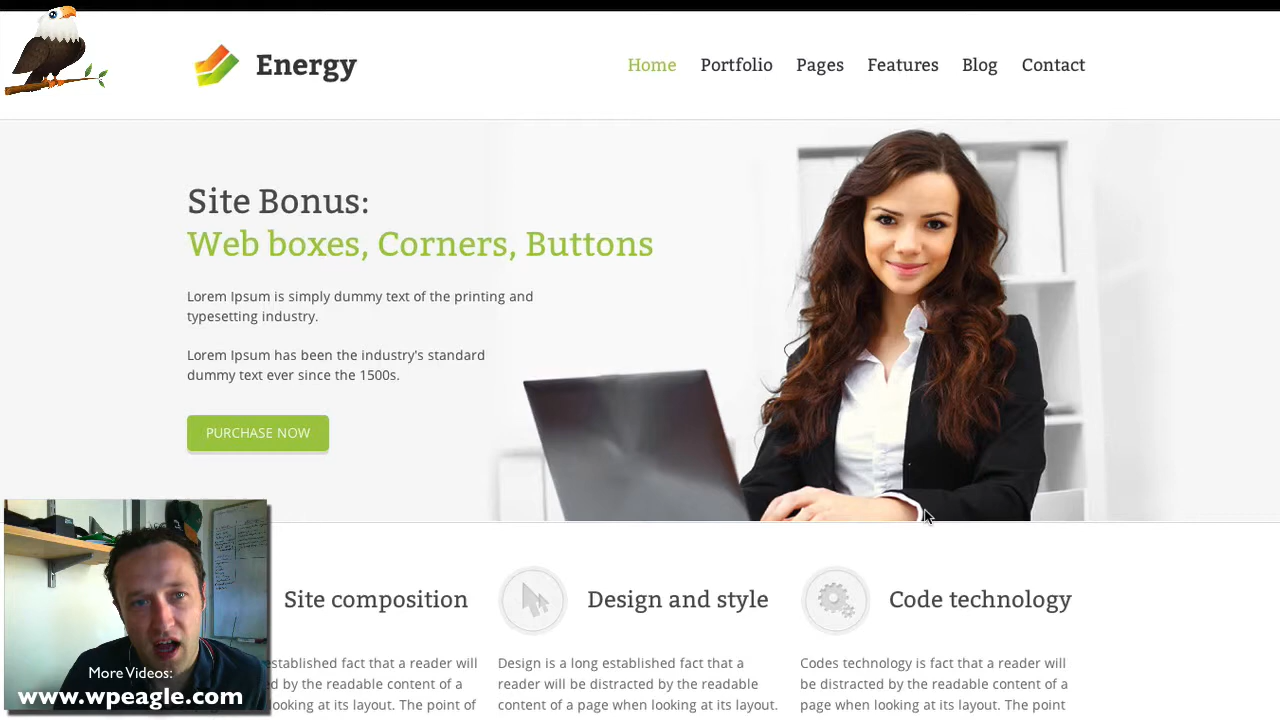 Energy
Home Portfolio Pages Features Blog Contact
Site Bonus:
Web boxes, Corners, Buttons
Lorem Ipsum is simply dummy text of the printing and
typesetting industry.
Lorem Ipsum has been the industry's standard
dummy text ever since the 1500s.
PURCHASE NOW
Site composition
established fact that a reader will
d by the readable content of a
looking at its layout. The point of
Design and style
Design is a long established fact that a
reader will be distracted by the readable
content of a page when looking at its layout.
Code technology
Codes technology is fact that a reader will
be distracted by the readable content of a
page when looking at its layout. The point
More Videos:
www.wpeagle.com